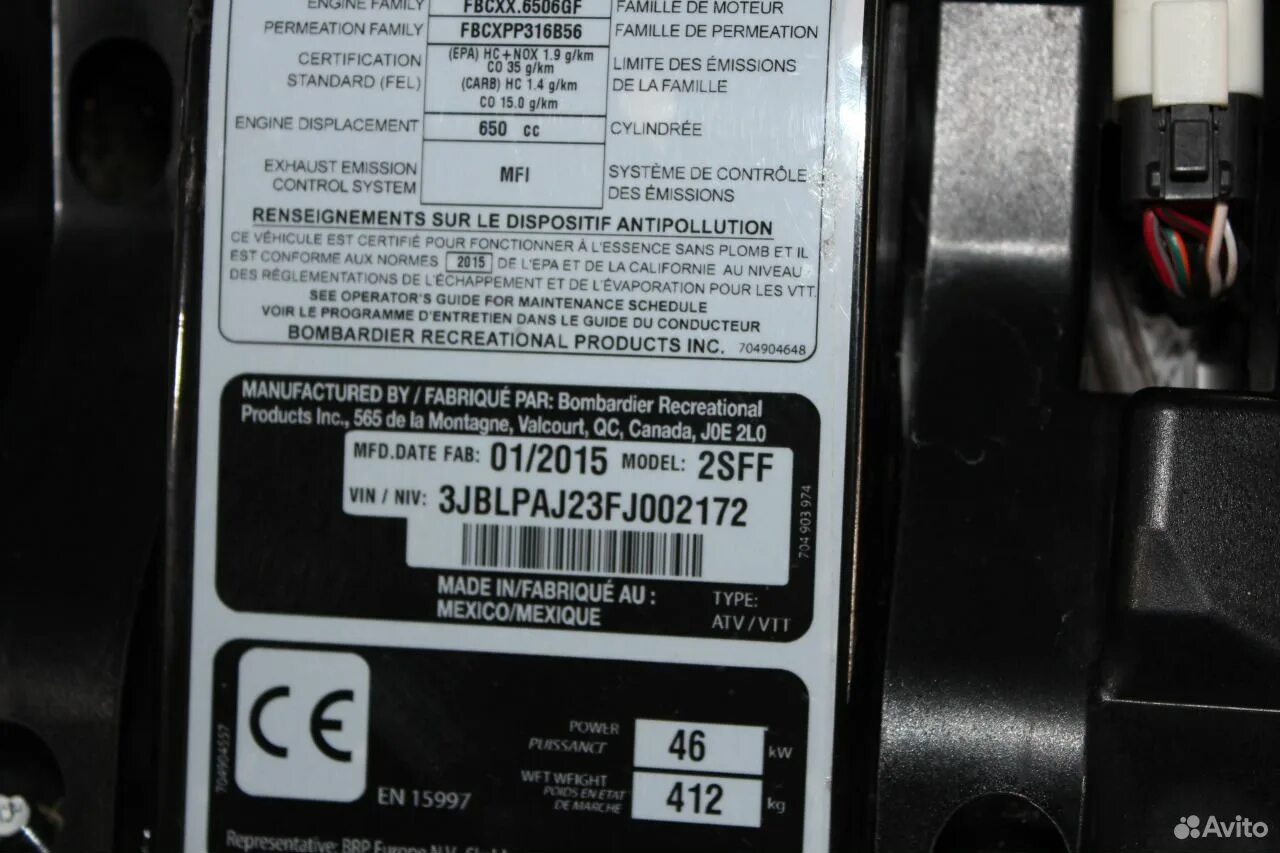 ENGINE FAMILY FBCXX.6506GF FAMILLE DE MOTEUR
PERMEATION FAMILY FBCXPP316B56 FAMILLE DE PERMEATION
CERTIFICATION STANDARD (FEL) (EPA) HC+NOX 1.9 g/km CO 35 g/km (CARB) HC 1.4 g/km CO 15.0 g/km LIMITE DES ÉMISSIONS DE LA FAMILLE
ENGINE DISPLACEMENT 650 cc CYLINDRÉE
EXHAUST EMISSION CONTROL SYSTEM MFI SYSTÈME DE CONTRÔLE DES ÉMISSIONS
RENSEIGNEMENTS SUR LE DISPOSITIF ANTIPOLLUTION
CE VÉHICULE EST CERTIFIÉ POUR FONCTIONNER À L'ESSENCE SANS PLOMB ET IL
EST CONFORME AUX NORMES 2015 DE L'EPA ET DE LA CALIFORNIE AU NIVEAU
DES RÉGLEMENTATIONS DE L'ÉCHAPPEMENT ET DE L'ÉVAPORATION POUR LES VTT.
SEE OPERATOR'S GUIDE FOR MAINTENANCE SCHEDULE
VOIR LE PROGRAMME D'ENTRETIEN DANS LE GUIDE DU CONDUCTEUR
BOMBARDIER RECREATIONAL PRODUCTS INC. 704904648
MANUFACTURED BY / FABRIQUÉ PAR: Bombardier Recreational
Products Inc., 565 de la Montagne, Valcourt, QC, Canada, J0E 2L0
MFD.DATE FAB: 01/2015 MODEL: 2SFF
VIN / NIV: 3JBLPAJ23FJ002172
704 903 974
MADE IN/FABRIQUÉ AU :
MEXICO/MEXIQUE
TYPE:
ATV / VTT
CE
EN 15997
704904557
POWER PUISSANCT 46 kW
WET WEIGHT POIDS EN ETAT DE MARCHE 412 kg
Representative: BRP Europe N.V.
Avito